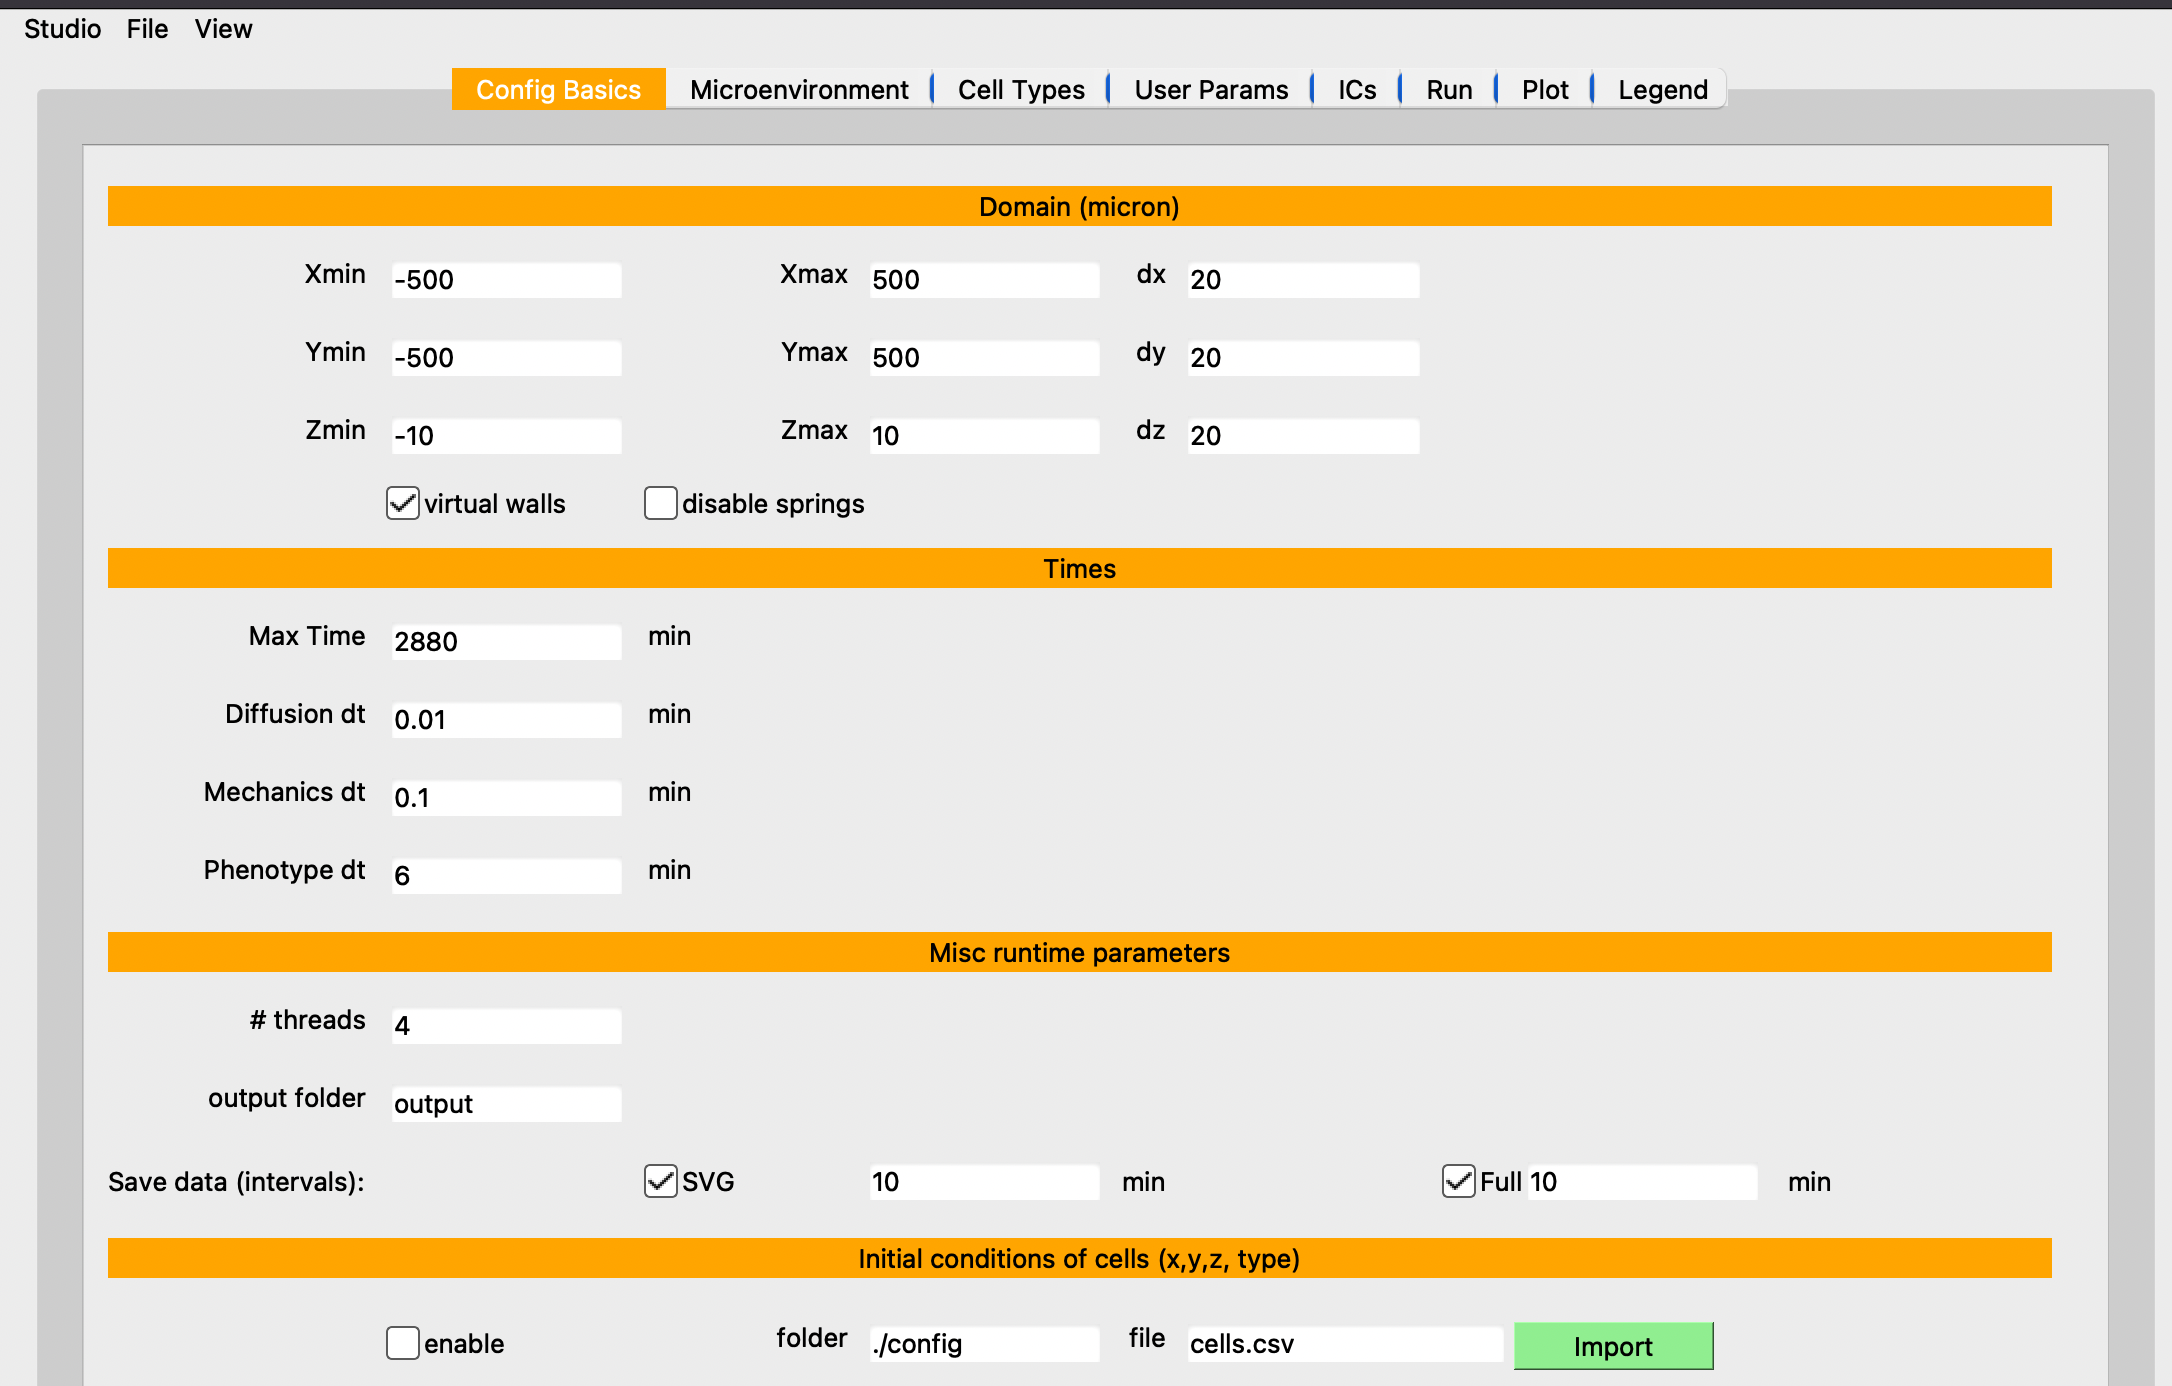 Studio File View
Config Basics Microenvironment Cell Types User Params ICs Run Plot Legend
Domain (micron)
Xmin -500 Xmax 500 dx 20
Ymin -500 Ymax 500 dy 20
Zmin -10 Zmax 10 dz 20
virtual walls disable springs
Times
Max Time 2880 min
Diffusion dt 0.01 min
Mechanics dt 0.1 min
Phenotype dt 6 min
Misc runtime parameters
# threads 4
output folder output
Save data (intervals): SVG 10 min Full 10 min
Initial conditions of cells (x,y,z, type)
enable folder ./config file cells.csv Import